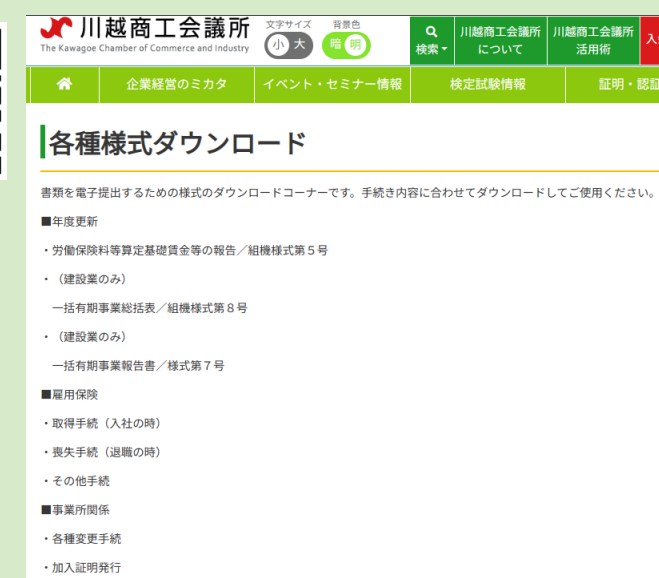 川越商工会議所
The Kawagoe Chamber of Commerce and Industry
文字サイズ
小 大
背景色
暗 明
検索
川越商工会議所
について
川越商工会議所
活用術
入
企業経営のミカタ
イベント・セミナー情報
検定試験情報
証明・認証
各種様式ダウンロード
書類を電子提出するための様式のダウンロードコーナーです。手続き内容に合わせてダウンロードしてご使用ください。
■年度更新
・労働保険料等算定基礎賃金等の報告／組機様式第５号
・（建設業のみ）
一括有期事業総括表／組機様式第８号
・（建設業のみ）
一括有期事業報告書／様式第７号
■雇用保険
・取得手続（入社の時）
・喪失手続（退職の時）
・その他手続
■事業所関係
・各種変更手続
・加入証明発行